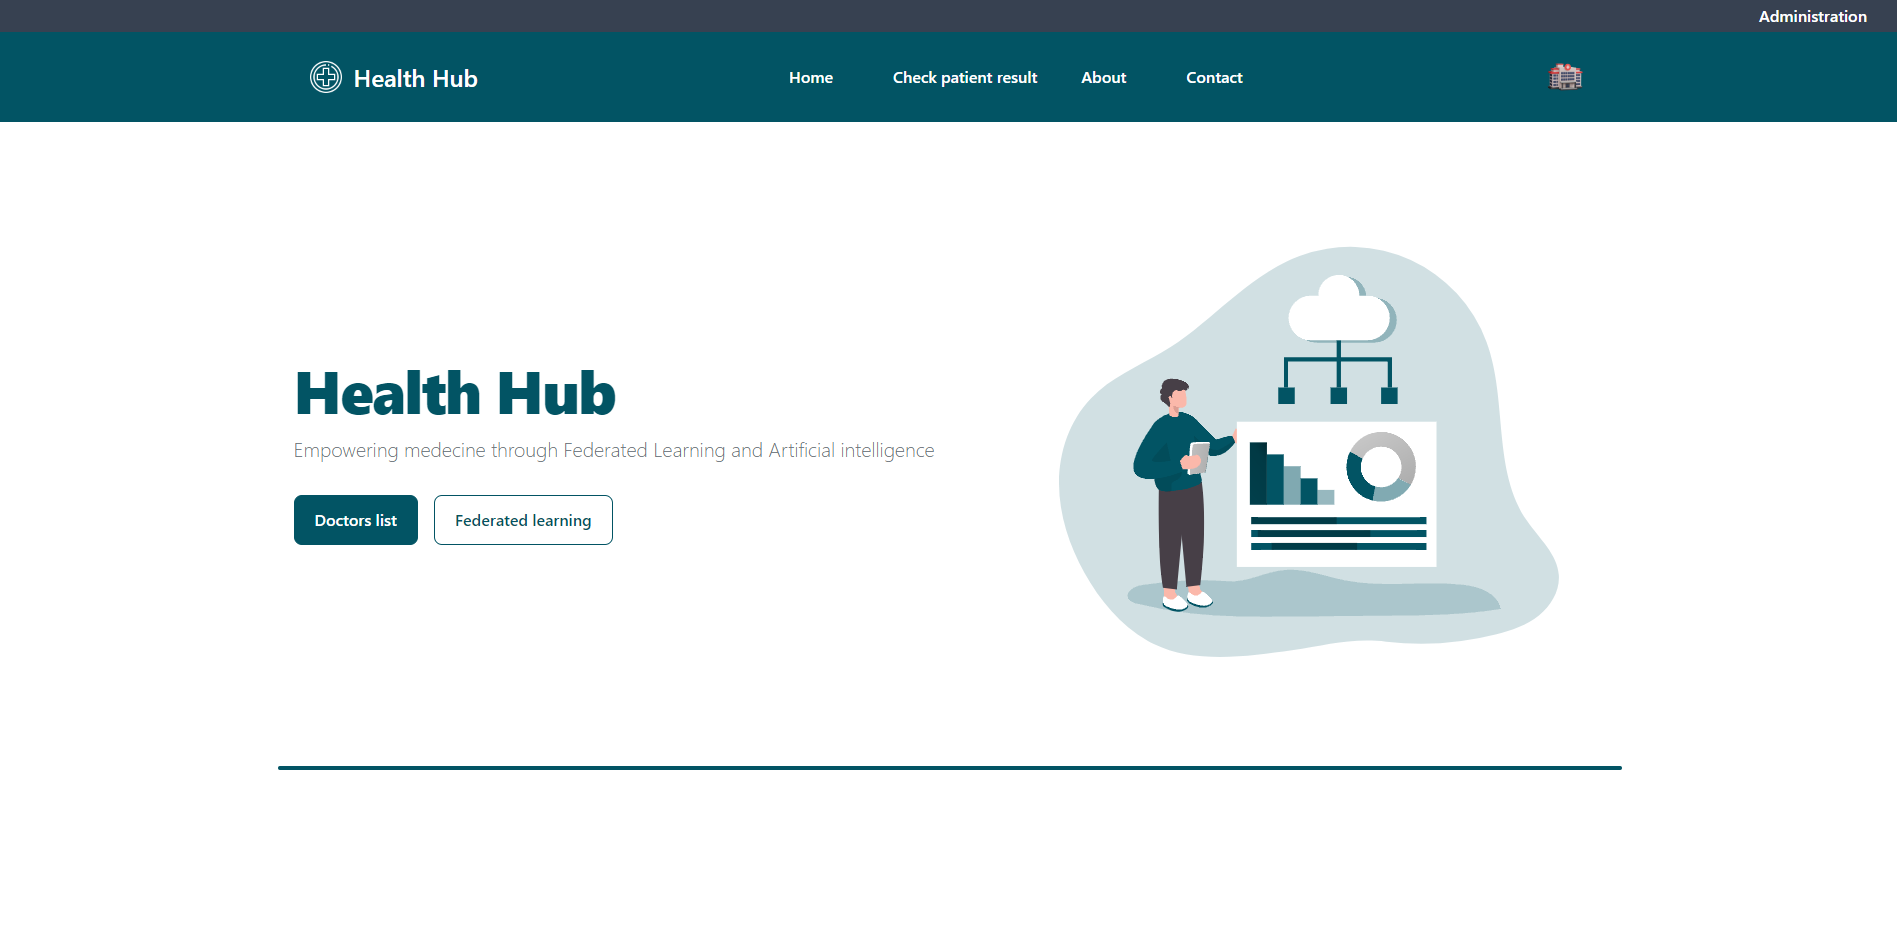 Administration
Health Hub
Home
Check patient result
About
Contact
Health Hub
Empowering medecine through Federated Learning and Artificial intelligence
Doctors list
Federated learning